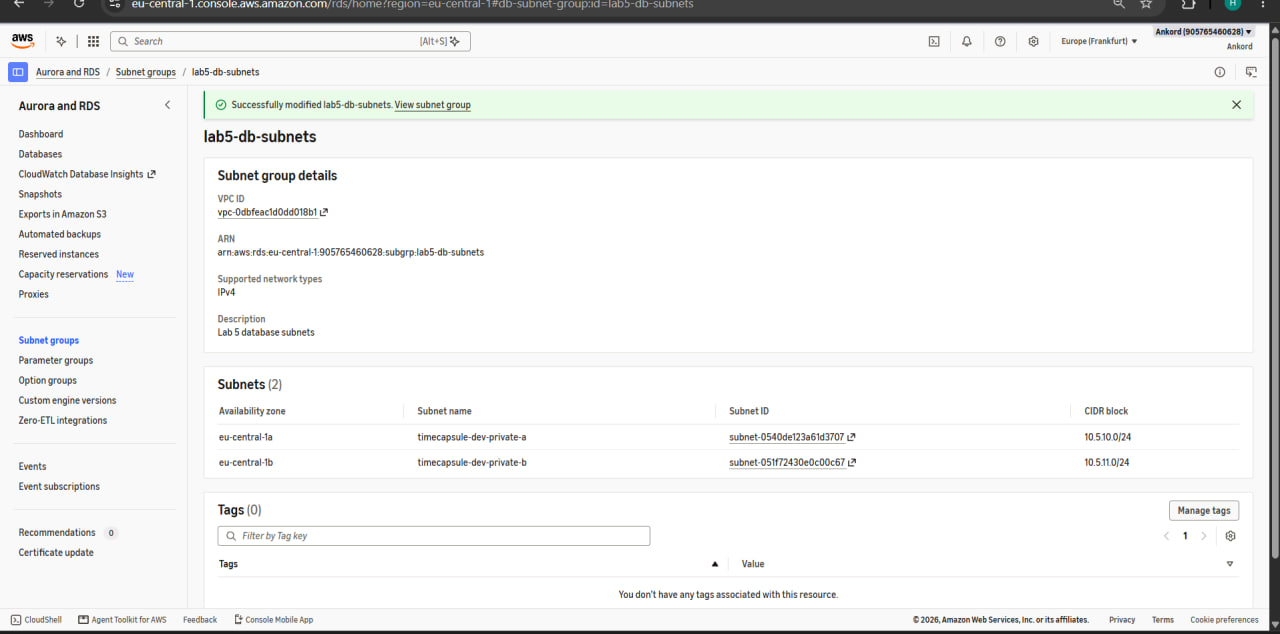 eu-central-1.console.aws.amazon.com/rds/home?region=eu-central-1#db-subnet-group:id=lab5-db-subnets
H
aws
Search
[Alt+S]
Europe (Frankfurt)
Ankord (905765460628)
Ankord
Aurora and RDS / Subnet groups / lab5-db-subnets
Aurora and RDS
Dashboard
Databases
CloudWatch Database Insights
Snapshots
Exports in Amazon S3
Automated backups
Reserved instances
Capacity reservations New
Proxies
Subnet groups
Parameter groups
Option groups
Custom engine versions
Zero-ETL integrations
Events
Event subscriptions
Recommendations 0
Certificate update
Successfully modified lab5-db-subnets. View subnet group
lab5-db-subnets
Subnet group details
VPC ID
vpc-0dbfeac1d0dd018b1
ARN
arn:aws:rds:eu-central-1:905765460628:subgrp:lab5-db-subnets
Supported network types
IPv4
Description
Lab 5 database subnets
Subnets (2)
Availability zone Subnet name Subnet ID CIDR block
eu-central-1a timecapsule-dev-private-a subnet-0540de123a61d3707 10.5.10.0/24
eu-central-1b timecapsule-dev-private-b subnet-051f72430e0c00c67 10.5.11.0/24
Tags (0)
Manage tags
Filter by Tag key
1
Tags Value
You don't have any tags associated with this resource.
CloudShell Agent Toolkit for AWS Feedback Console Mobile App © 2026, Amazon Web Services, Inc. or its affiliates. Privacy Terms Cookie preferences